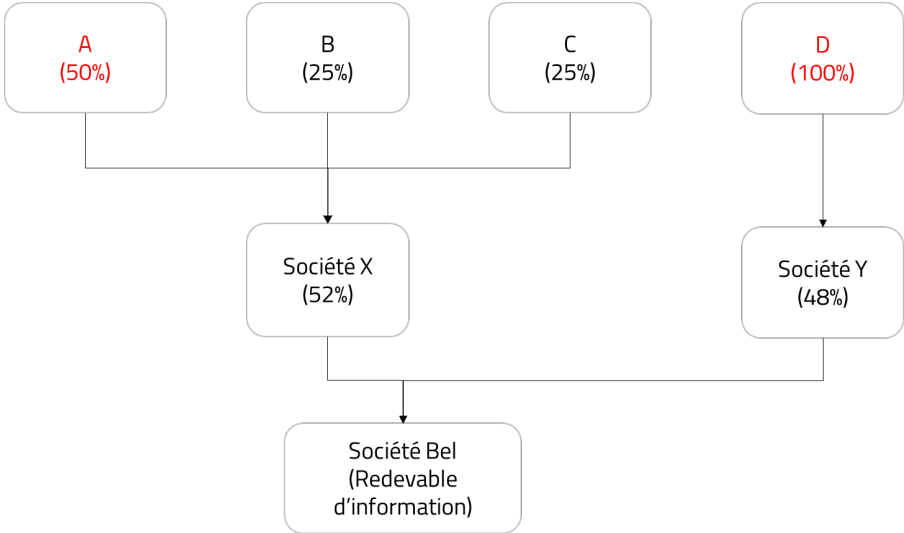 A
(50%)
B
(25%)
C
(25%)
D
(100%)
Société X
(52%)
Société Y
(48%)
Société Bel
(Redevable
d’information)